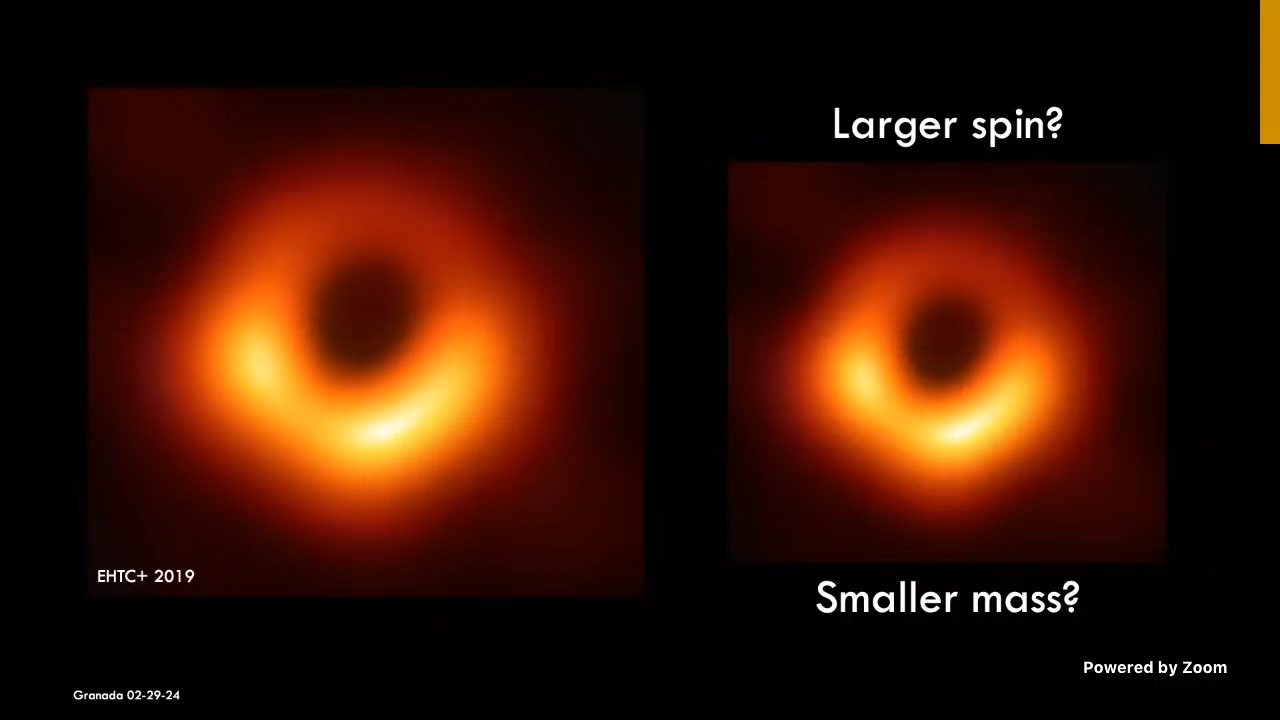 Larger spin?
EHTC+ 2019
Smaller mass?
Powered by Zoom
Granada 02-29-24